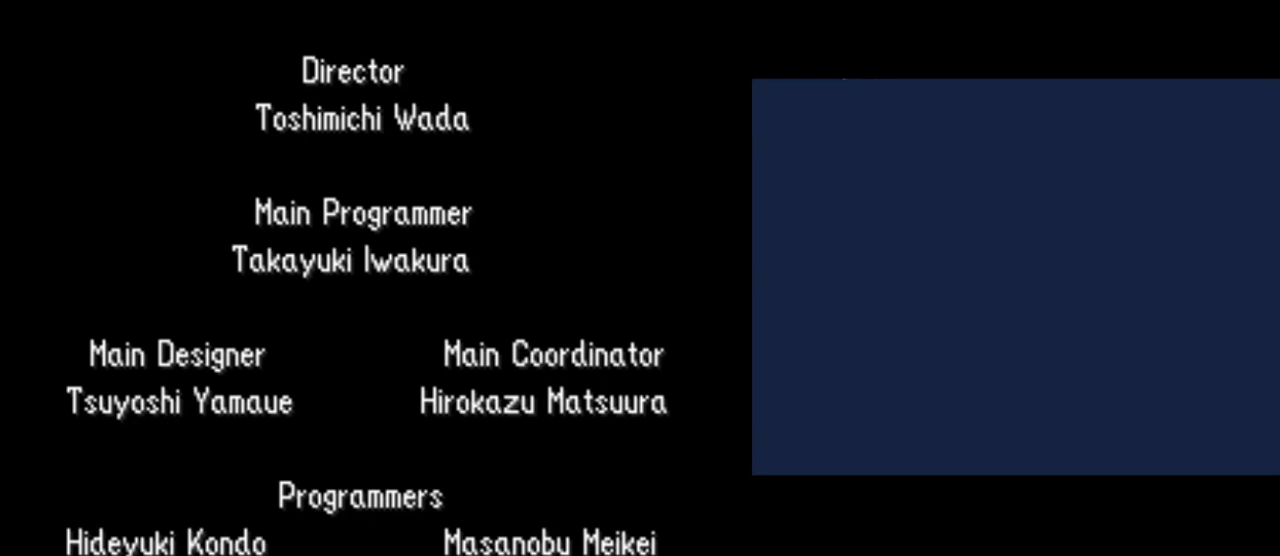 Director
Toshimichi Wada
Main Programmer
Takayuki Iwakura
Main Designer Main Coordinator
Tsuyoshi Yamaue Hirokazu Matsuura
Programmers
Hideyuki Kondo Masanobu Meikei